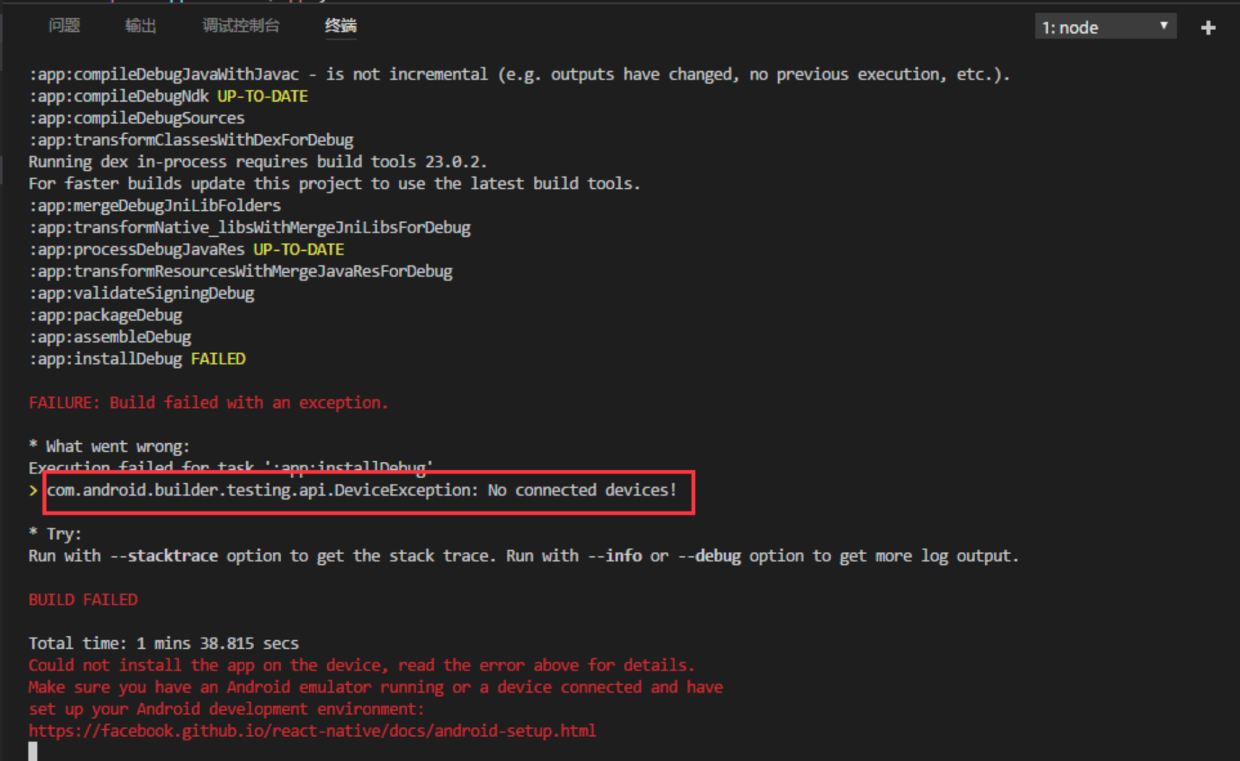 问题 输出 调试控制台 终端 1: node
:app:compileDebugJavaWithJavac - is not incremental (e.g. outputs have changed, no previous execution, etc.).
:app:compileDebugNdk UP-TO-DATE
:app:compileDebugSources
:app:transformClassesWithDexForDebug
Running dex in-process requires build tools 23.0.2.
For faster builds update this project to use the latest build tools.
:app:mergeDebugJniLibFolders
:app:transformNative_libsWithMergeJniLibsForDebug
:app:processDebugJavaRes UP-TO-DATE
:app:transformResourcesWithMergeJavaResForDebug
:app:validateSigningDebug
:app:packageDebug
:app:assembleDebug
:app:installDebug FAILED
FAILURE: Build failed with an exception.
* What went wrong:
Execution failed for task ':app:installDebug'
> com.android.builder.testing.api.DeviceException: No connected devices!
* Try:
Run with --stacktrace option to get the stack trace. Run with --info or --debug option to get more log output.
BUILD FAILED
Total time: 1 mins 38.815 secs
Could not install the app on the device, read the error above for details.
Make sure you have an Android emulator running or a device connected and have
set up your Android development environment:
https://facebook.github.io/react-native/docs/android-setup.html